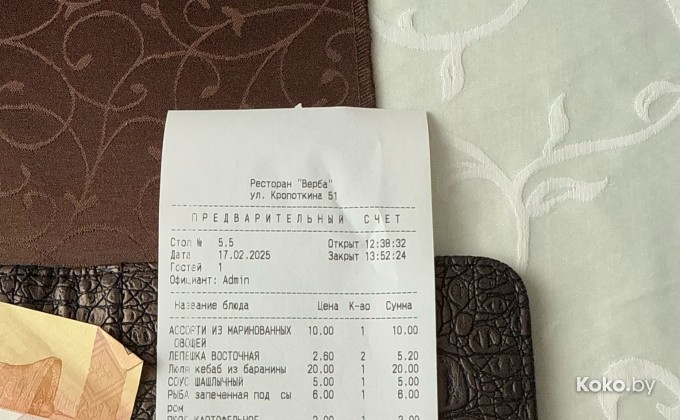 Ресторан "Верба"
ул. Кропоткина 51
ПРЕДВАРИТЕЛЬНЫЙ СЧЕТ
Стол № 5.5 Открыт 12:38:32
Дата 17.02.2025 Закрыт 13:52:24
Гостей 1
Официант: Admin
Название блюда Цена К-во Сумма
АССОРТИ ИЗ МАРИНОВАННЫХ 10.00 1 10.00
ОВОЩЕЙ
ЛЕПЕШКА ВОСТОЧНАЯ 2.60 2 5.20
Люля кебаб из баранины 20.00 1 20.00
СОУС ШАШЛЫЧНЫЙ 5.00 1 5.00
РЫБА запеченная под сы 6.00 1 6.00
ром
Koko.by